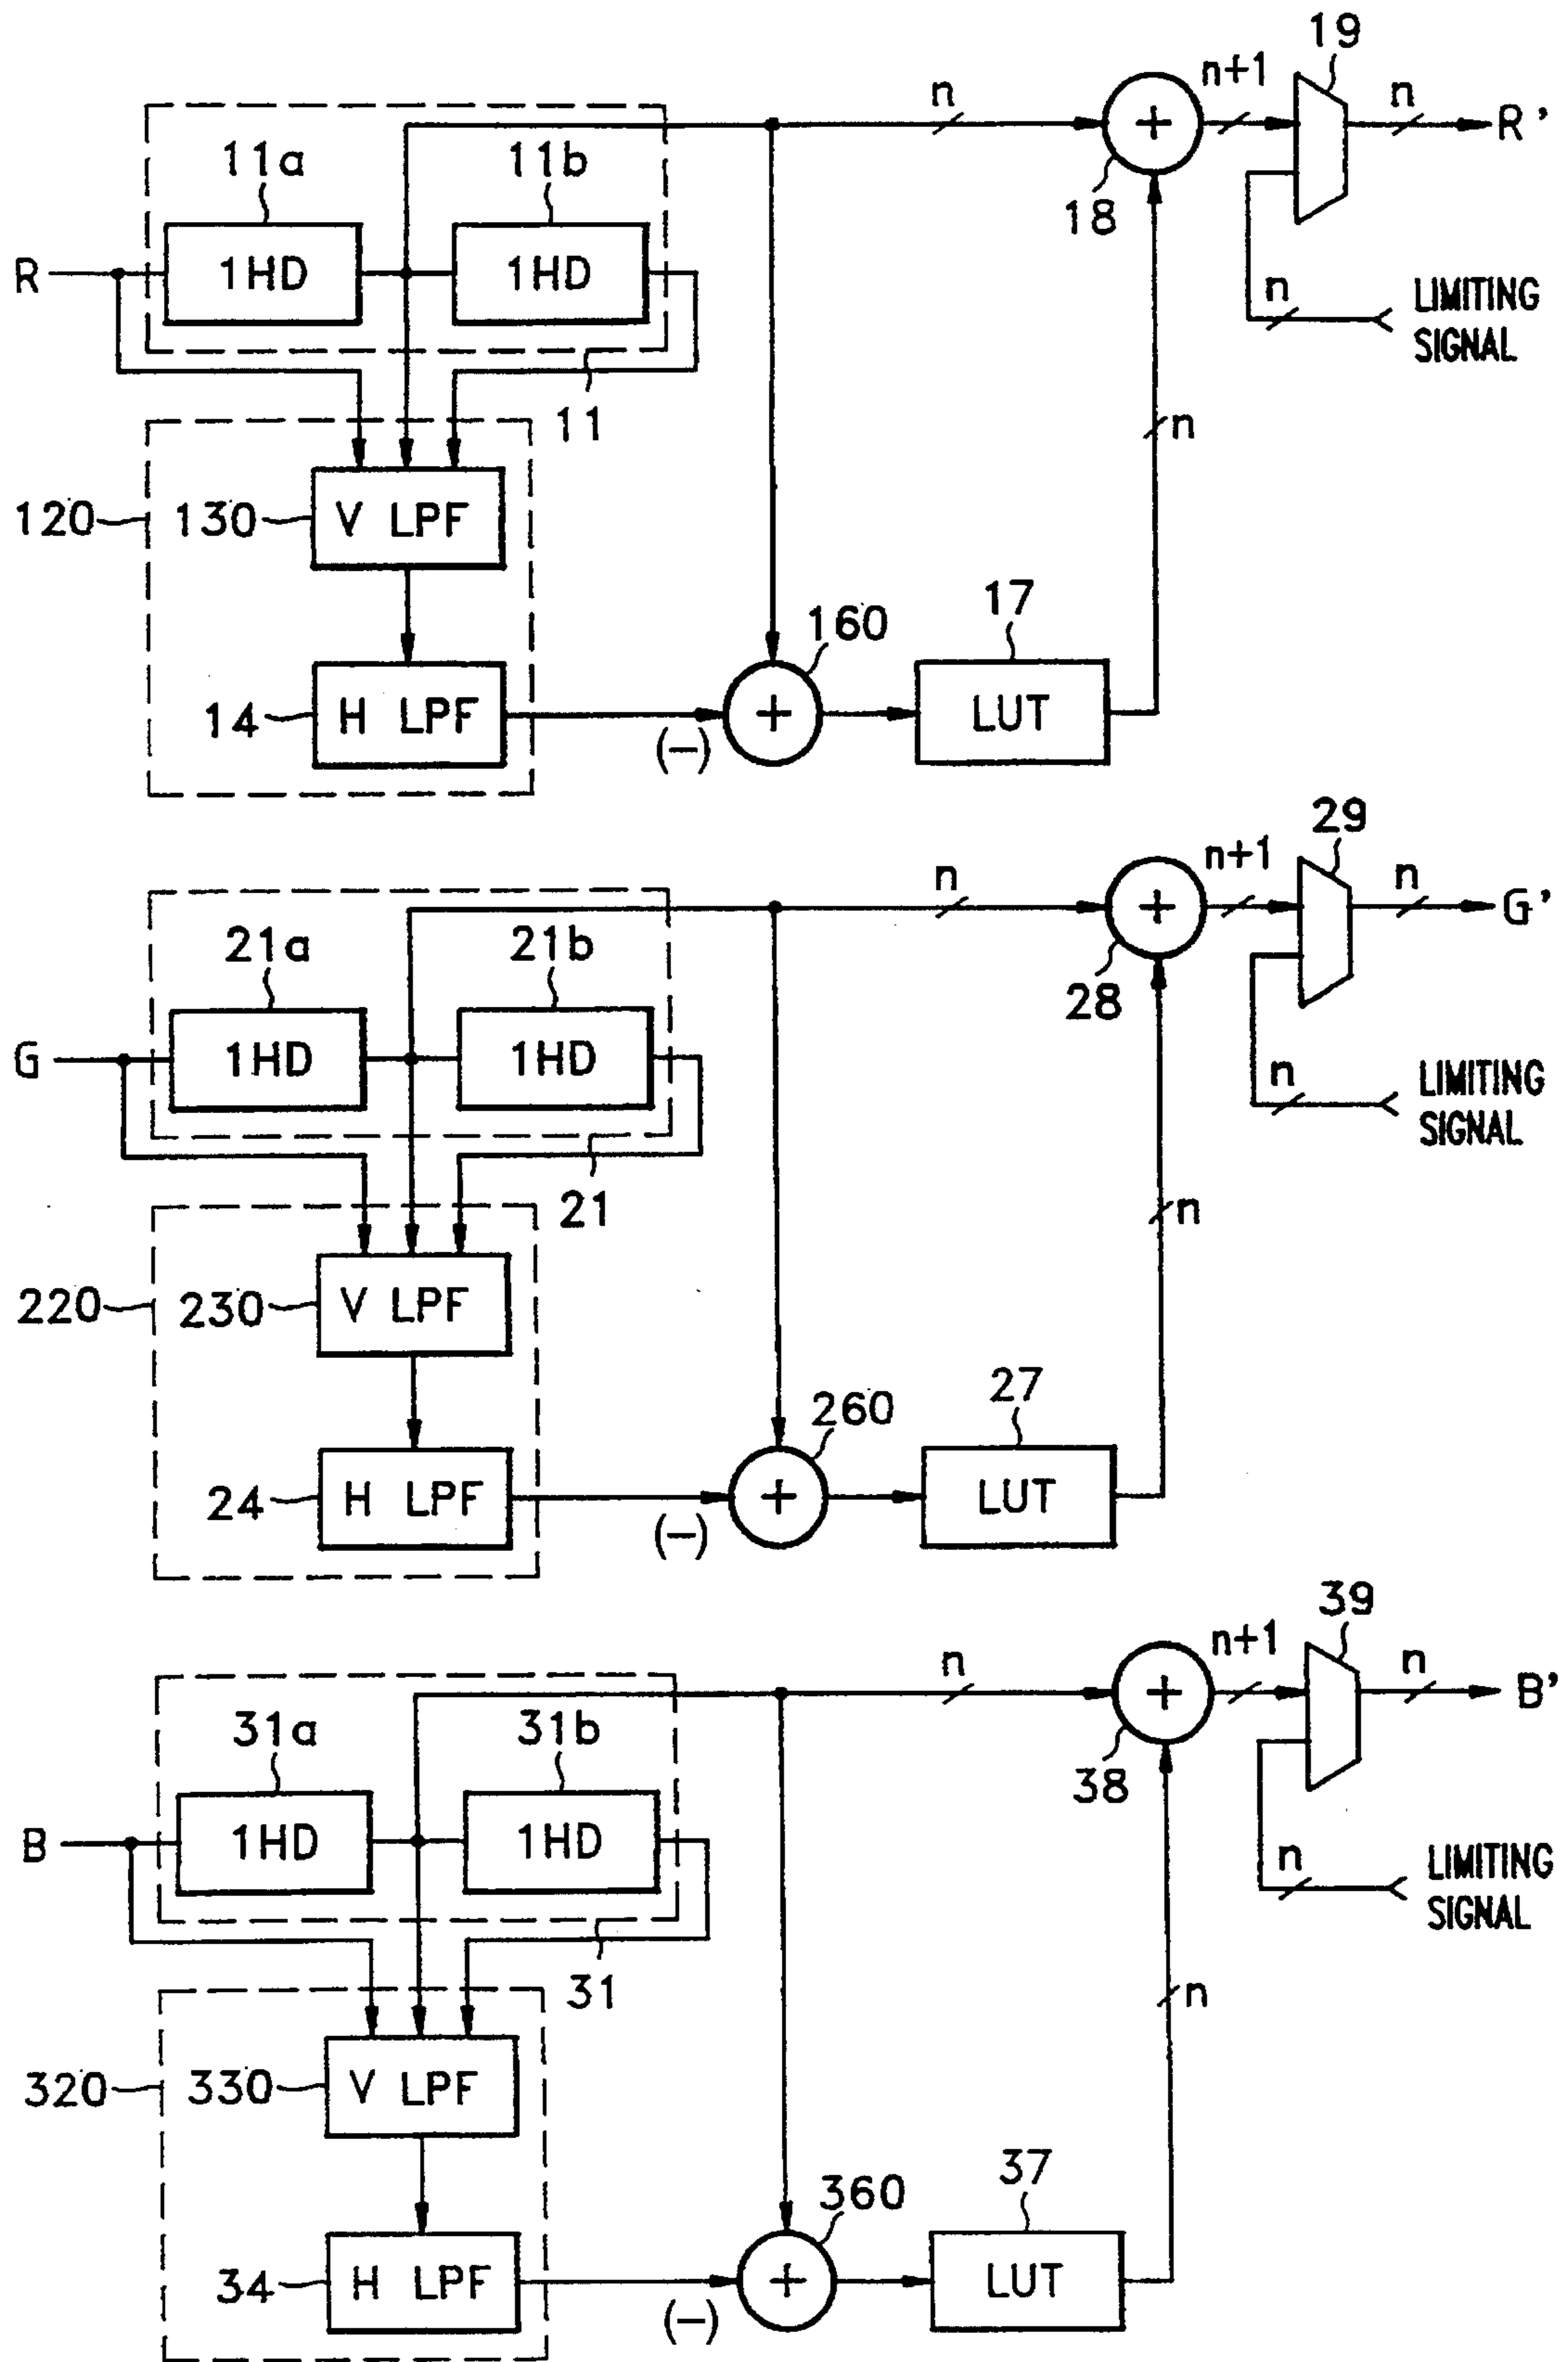 19
n
n+1
n
R'
11a
11b
18
R
1HD
1HD
n
LIMITING
SIGNAL
11
n
120
130
V LPF
17
160
14
H LPF
LUT
(-)
29
n
n+1
n
G'
21a
21b
28
G
1HD
1HD
n
LIMITING
SIGNAL
21
n
220
230
V LPF
27
260
24
H LPF
LUT
(-)
39
n
n+1
n
B'
31a
31b
38
B
1HD
1HD
n
LIMITING
SIGNAL
31
n
320
330
V LPF
37
360
34
H LPF
LUT
(-)